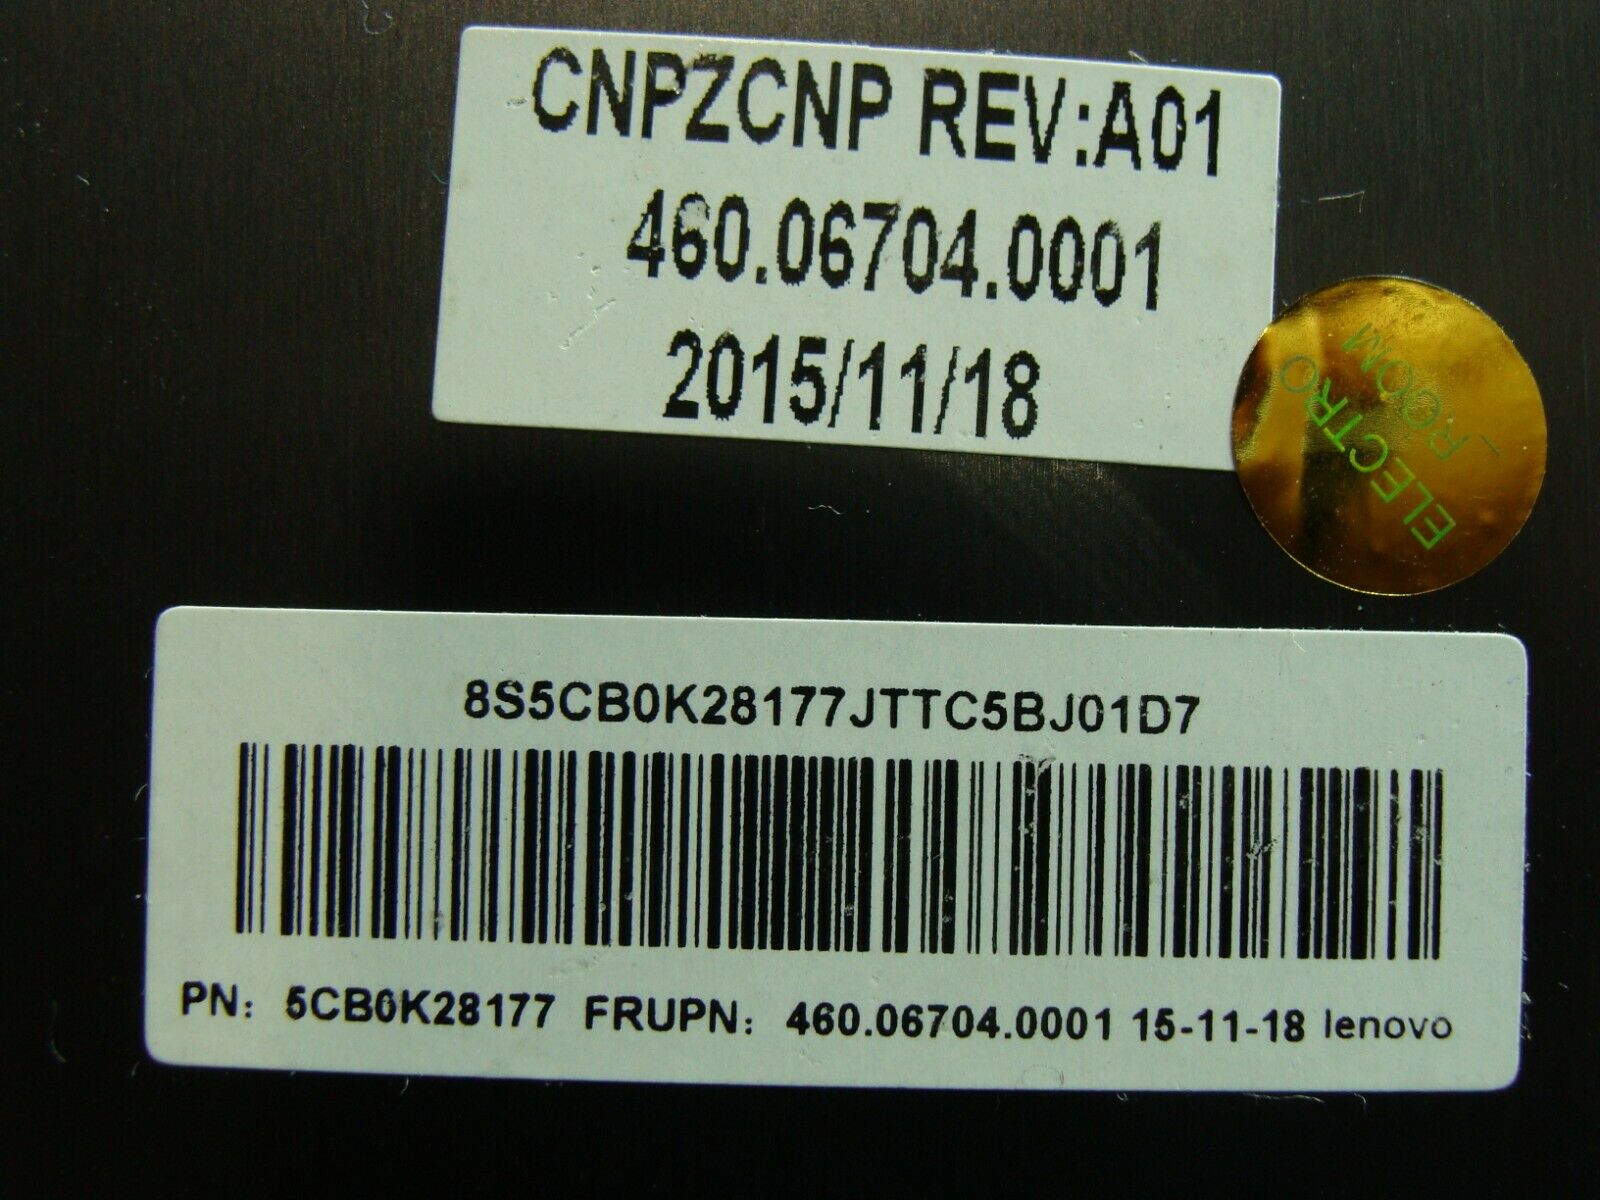 CNPZCNP REV:A01
460.06704.0001
2015/11/18
ELECTRO
_ROOM
8S5CB0K28177JTTC5BJ01D7
PN: 5CB0K28177 FRUPN: 460.06704.0001 15-11-18 lenovo